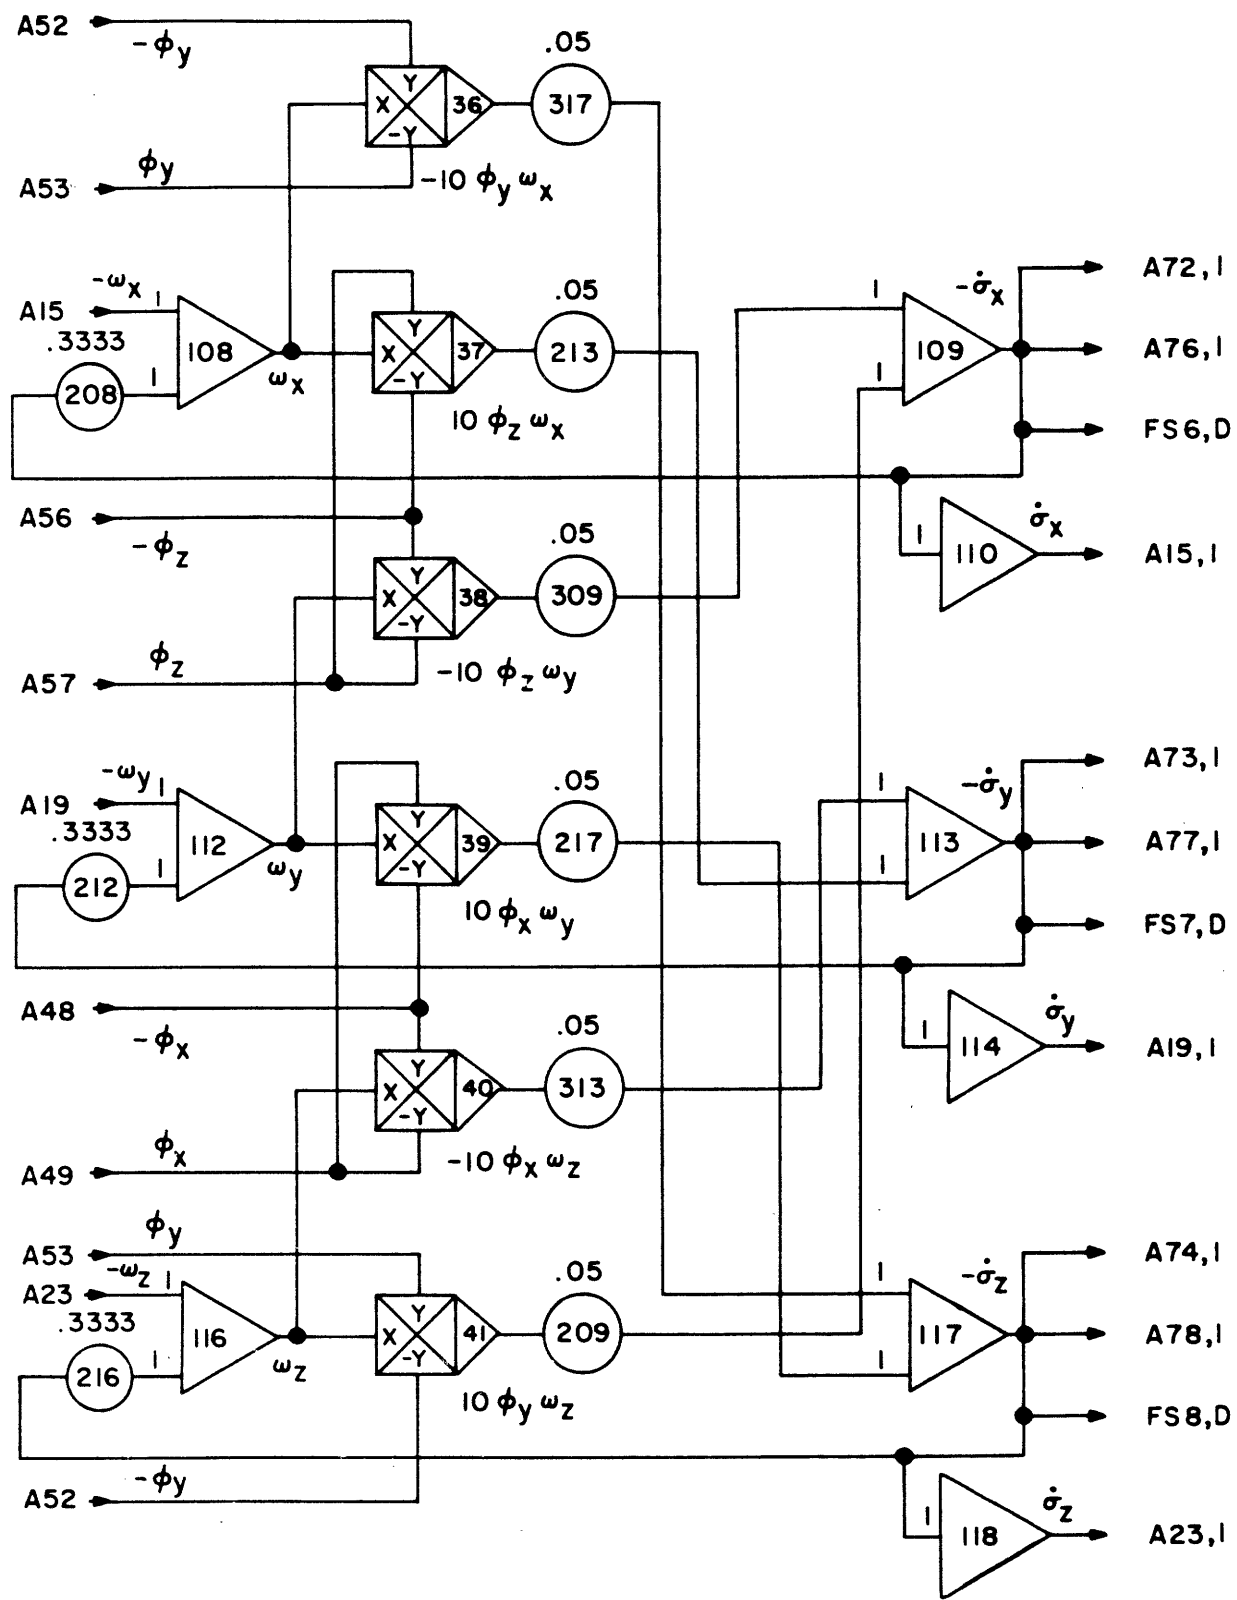 A52
-ϕy
.05
Y
X
-Y
36
317
ϕy
A53
-10 ϕy ωx
-ωx
1
A15
.3333
208
1
108
ωx
Y
X
-Y
37
.05
213
10 ϕz ωx
1
1
109
-σ̇x
A72,1
A76,1
FS6,D
A56
-ϕz
Y
X
-Y
38
.05
309
1
110
σ̇x
A15,1
ϕz
A57
-10 ϕz ωy
-ωy
1
A19
.3333
212
1
112
ωy
Y
X
-Y
39
.05
217
10 ϕx ωy
1
1
113
-σ̇y
A73,1
A77,1
FS7,D
A48
-ϕx
Y
X
-Y
40
.05
313
1
114
σ̇y
A19,1
ϕx
A49
-10 ϕx ωz
ϕy
A53
-ωz
1
A23
.3333
216
1
116
ωz
Y
X
-Y
41
.05
209
10 ϕy ωz
1
1
117
-σ̇z
A74,1
A78,1
FS8,D
-ϕy
A52
1
118
σ̇z
A23,1